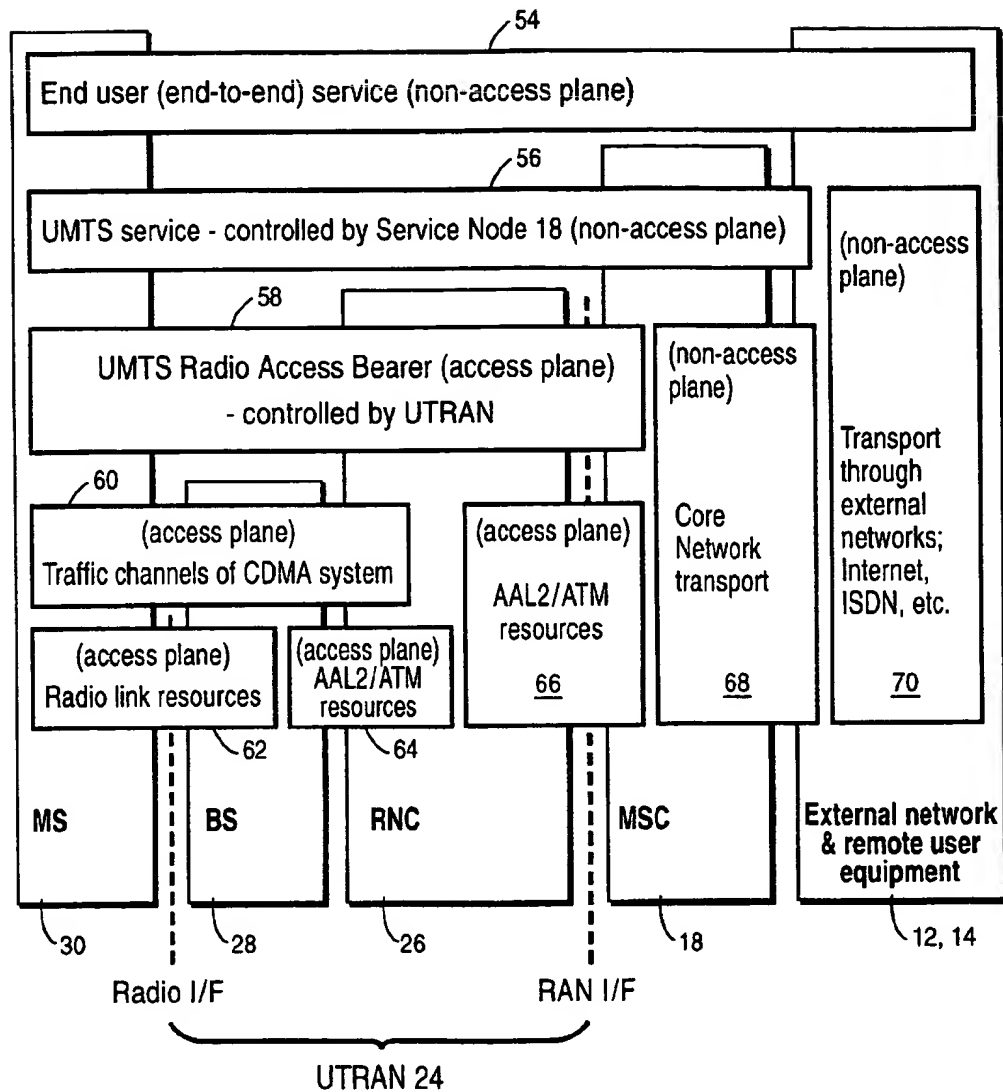 54
End user (end-to-end) service (non-access plane)
56
UMTS service - controlled by Service Node 18 (non-access plane)
58
UMTS Radio Access Bearer (access plane)
- controlled by UTRAN
60
(access plane)
Traffic channels of CDMA system
(access plane)
Radio link resources
62
(access plane)
AAL2/ATM
resources
64
(access plane)
AAL2/ATM
resources
66
(non-access
plane)
Core
Network
transport
68
(non-access
plane)
Transport
through
external
networks;
Internet,
ISDN, etc.
70
MS
BS
RNC
MSC
External network
& remote user
equipment
30
28
26
18
12, 14
Radio I/F
RAN I/F
UTRAN 24